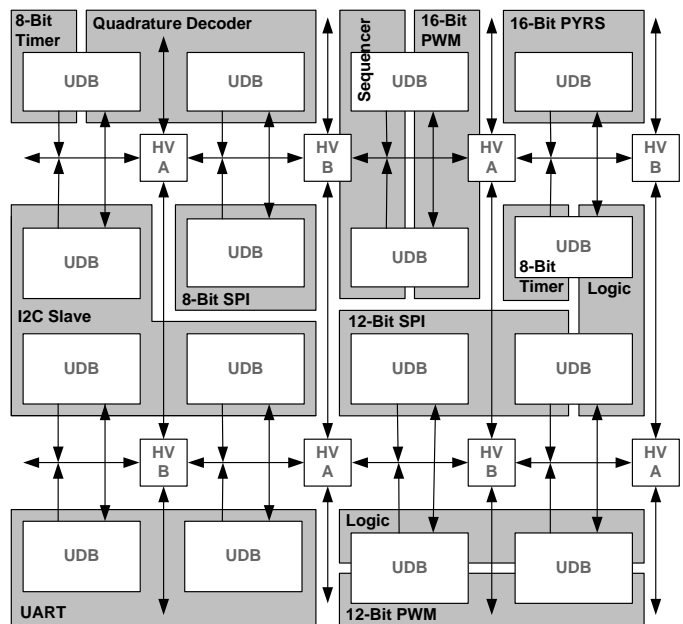 8-Bit
Timer
Quadrature Decoder
Sequencer
16-Bit
PWM
16-Bit PYRS
UDB
UDB
UDB
UDB
HV
A
HV
B
HV
A
HV
B
UDB
UDB
UDB
UDB
8-Bit SPI
8-Bit
Timer
Logic
I2C Slave
12-Bit SPI
UDB
UDB
UDB
UDB
HV
B
HV
A
HV
B
HV
A
Logic
UDB
UDB
UDB
UDB
UART
12-Bit PWM